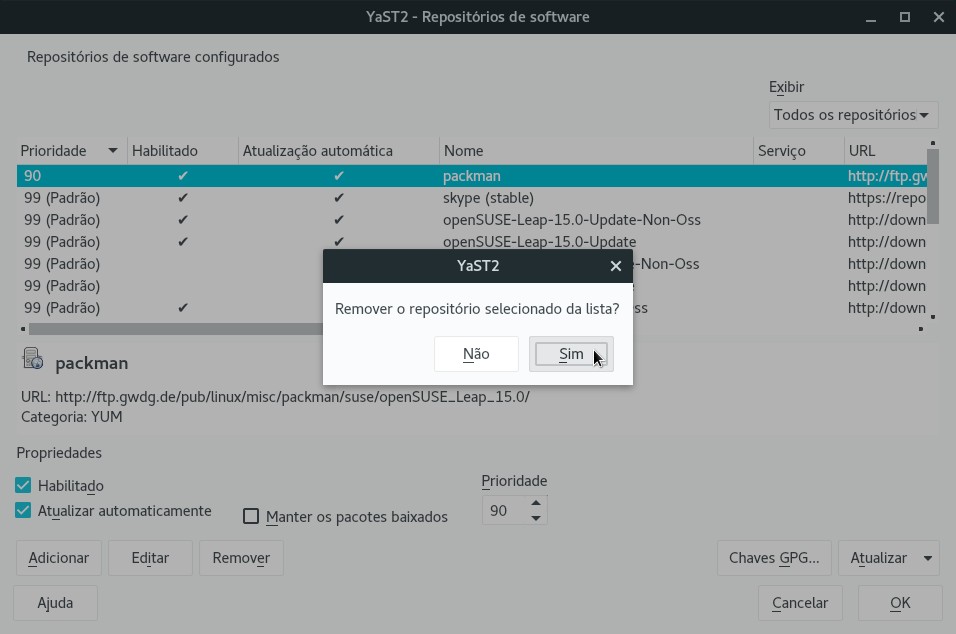 YaST2 - Repositórios de software
Repositórios de software configurados
Exibir
Todos os repositórios
Prioridade Habilitado Atualização automática Nome Serviço URL
90 ✔ ✔ packman http://ftp.gw
99 (Padrão) ✔ ✔ skype (stable) https://repo
99 (Padrão) ✔ ✔ openSUSE-Leap-15.0-Update-Non-Oss http://down
99 (Padrão) ✔ ✔ openSUSE-Leap-15.0-Update http://down
99 (Padrão) -Non-Oss http://down
99 (Padrão) http://down
99 (Padrão) ✔ ss http://down
YaST2
Remover o repositório selecionado da lista?
Não Sim
packman
URL: http://ftp.gwdg.de/pub/linux/misc/packman/suse/openSUSE_Leap_15.0/
Categoria: YUM
Propriedades
Habilitado
Atualizar automaticamente
Manter os pacotes baixados
Prioridade
90
Adicionar Editar Remover Chaves GPG... Atualizar
Ajuda Cancelar OK